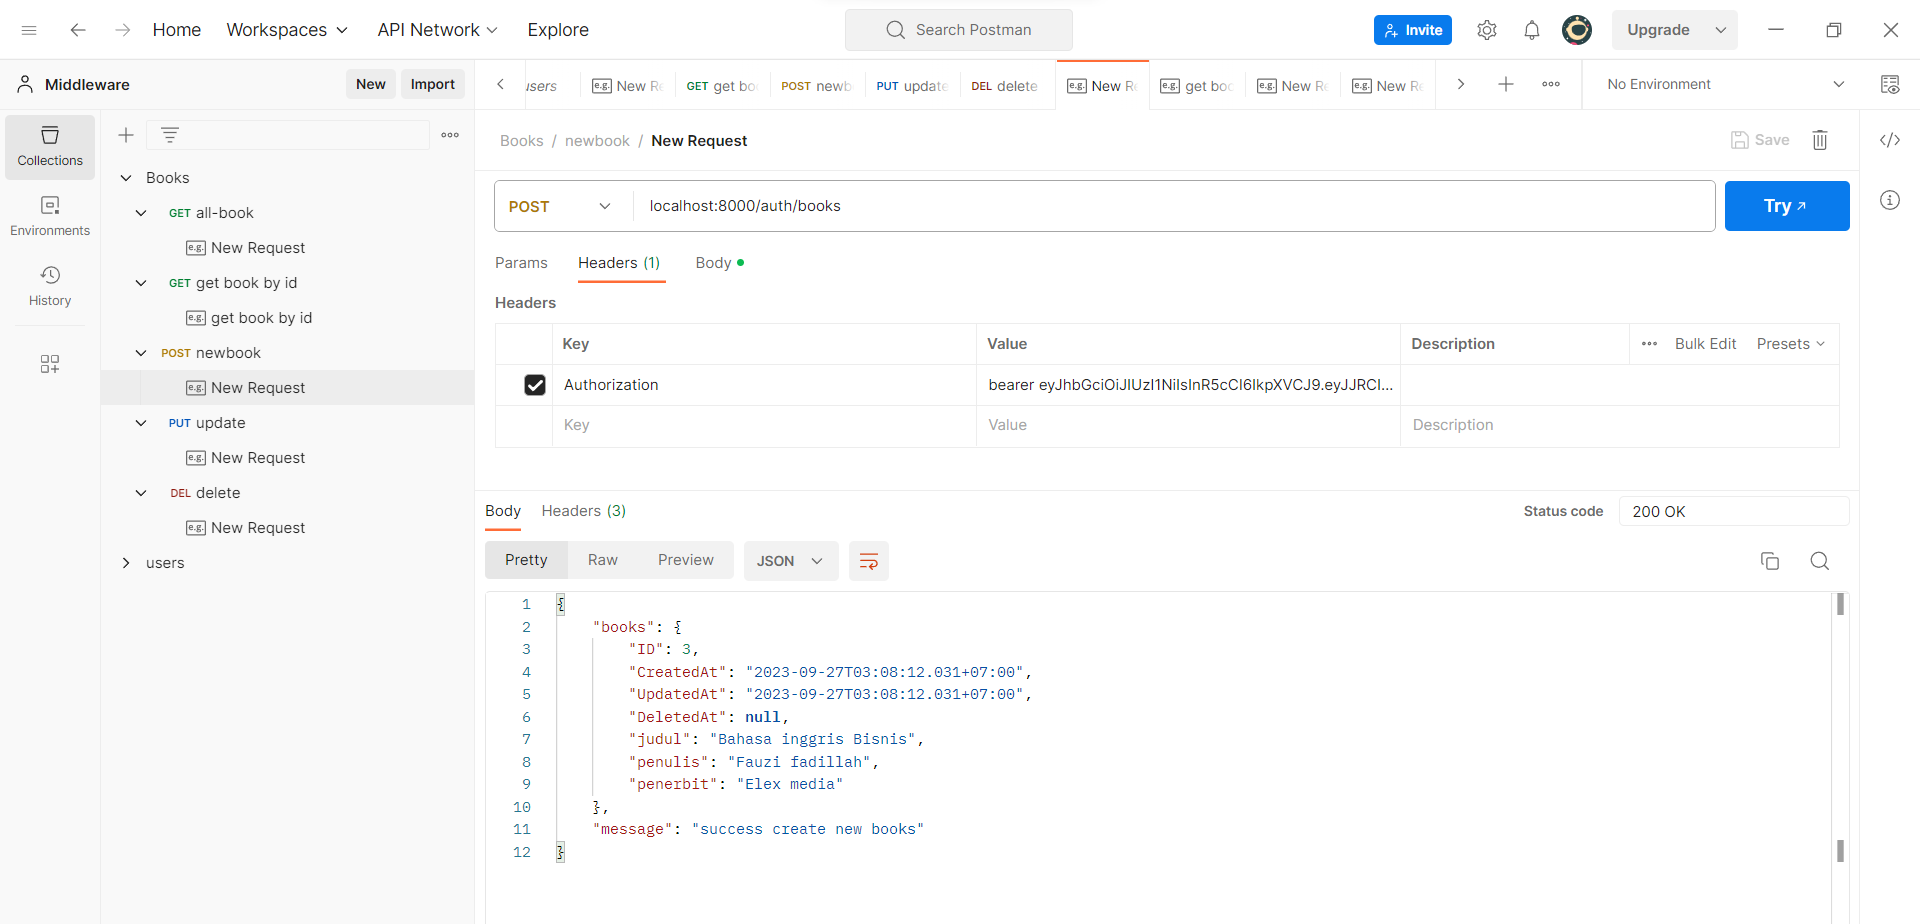 Home Workspaces API Network Explore Search Postman Invite Upgrade
Middleware New Import
users e.g. New Re GET get boo POST newb PUT update DEL delete e.g. New Re e.g. get boo e.g. New Re e.g. New Re No Environment
Collections
Environments
History
Books
GET all-book
e.g. New Request
GET get book by id
e.g. get book by id
POST newbook
e.g. New Request
PUT update
e.g. New Request
DEL delete
e.g. New Request
users
Books / newbook / New Request Save
POST localhost:8000/auth/books Try
Params Headers (1) Body
Headers
Key Value Description Bulk Edit Presets
Authorization bearer
Key Value Description
Body Headers (3) Status code 200 OK
Pretty Raw Preview JSON
1 {
2 "books": {
3 "ID": 3,
4 "CreatedAt": "2023-09-27T03:08:12.031+07:00",
5 "UpdatedAt": "2023-09-27T03:08:12.031+07:00",
6 "DeletedAt": null,
7 "judul": "Bahasa inggris Bisnis",
8 "penulis": "Fauzi fadillah",
9 "penerbit": "Elex media"
10 },
11 "message": "success create new books"
12 }